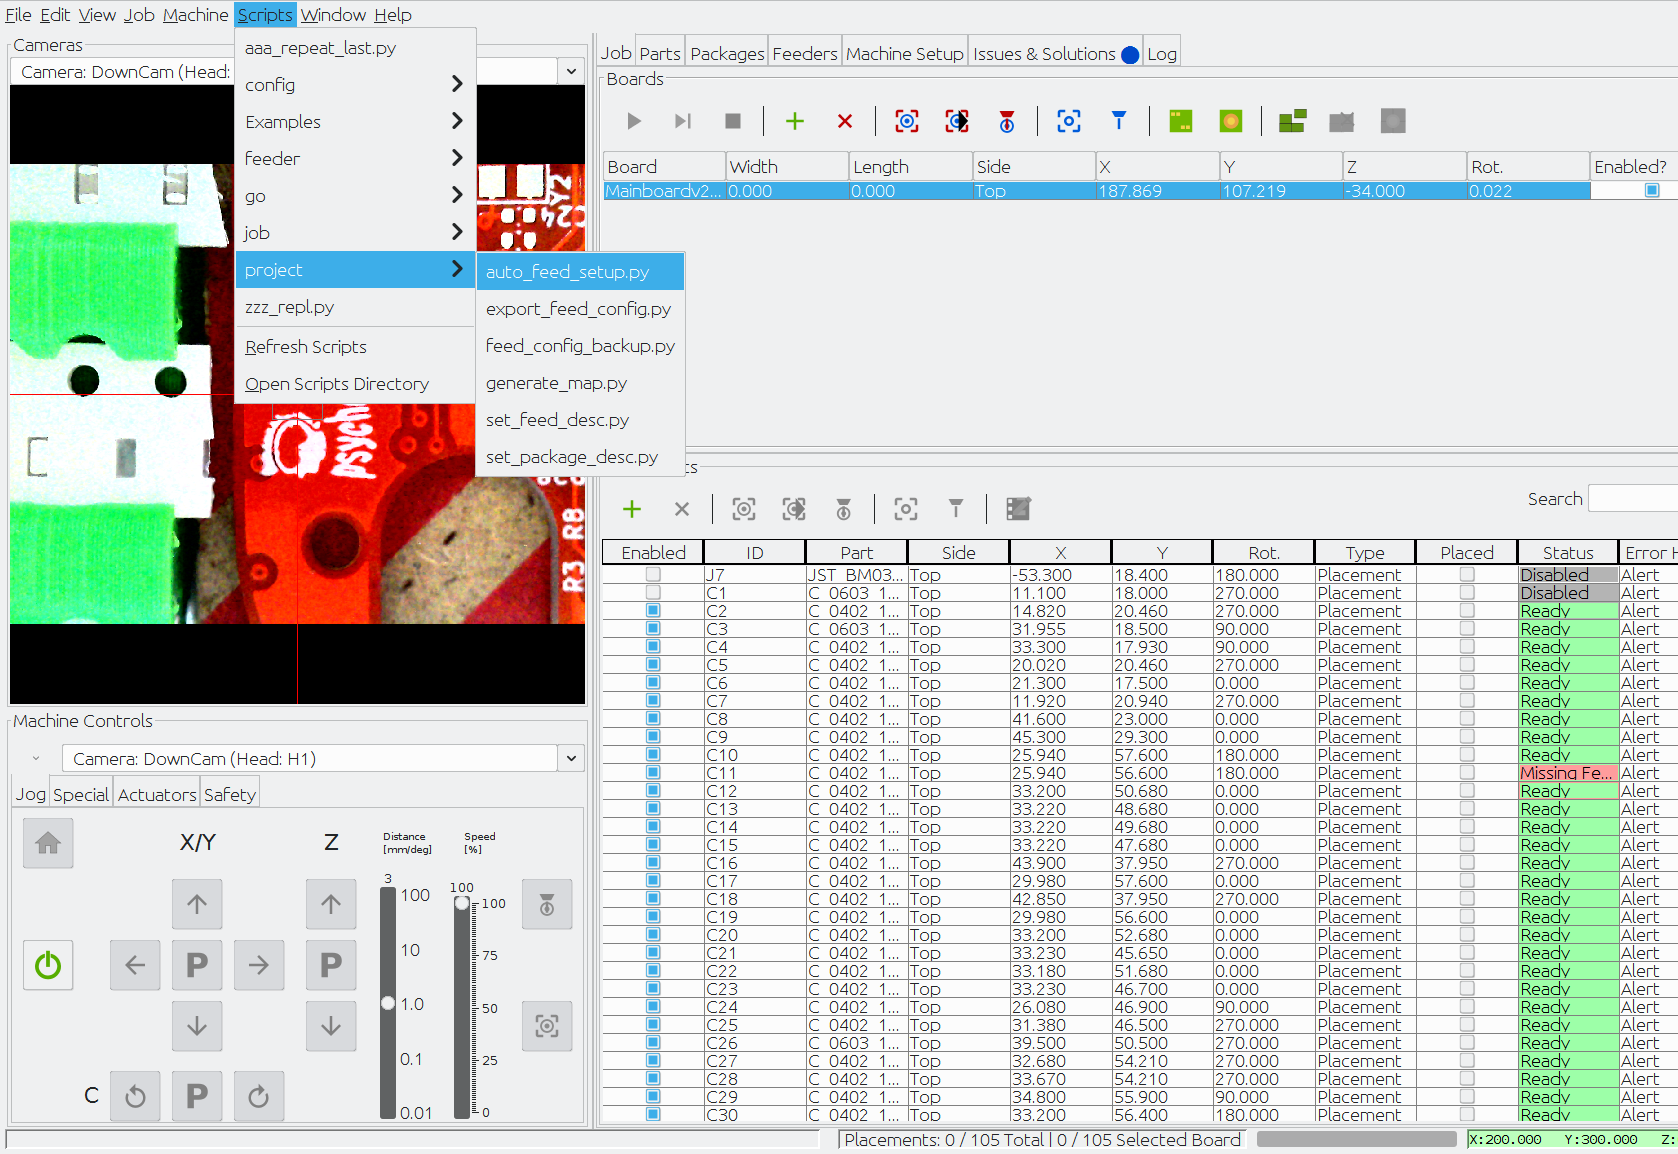 File Edit View Job Machine Scripts Window Help
Cameras
Camera: DownCam (Head:
aaa_repeat_last.py
config
Examples
feeder
go
job
project
zzz_repl.py
Refresh Scripts
Open Scripts Directory
auto_feed_setup.py
export_feed_config.py
feed_config_backup.py
generate_map.py
set_feed_desc.py
set_package_desc.py
CY2
C24
psych
R3 R8
Job Parts Packages Feeders Machine Setup Issues & Solutions Log
Boards
Board Width Length Side X Y Z Rot. Enabled?
Mainboardv2... 0.000 0.000 Top 187.869 107.219 -34.000 0.022
Search
Enabled ID Part Side X Y Rot. Type Placed Status Error H
J7 JST_BM03... Top -53.300 18.400 180.000 Placement Disabled Alert
C1 C_0603_1... Top 11.100 18.000 270.000 Placement Disabled Alert
C2 C_0402_1... Top 14.820 20.460 270.000 Placement Ready Alert
C3 C_0603_1... Top 31.955 18.500 90.000 Placement Ready Alert
C4 C_0402_1... Top 33.300 17.930 90.000 Placement Ready Alert
C5 C_0402_1... Top 20.020 20.460 270.000 Placement Ready Alert
C6 C_0402_1... Top 21.300 17.500 0.000 Placement Ready Alert
C7 C_0402_1... Top 11.920 20.940 270.000 Placement Ready Alert
C8 C_0402_1... Top 41.600 23.000 0.000 Placement Ready Alert
C9 C_0402_1... Top 45.300 29.300 0.000 Placement Ready Alert
C10 C_0402_1... Top 25.940 57.600 180.000 Placement Ready Alert
C11 C_0402_1... Top 25.940 56.600 180.000 Placement Missing Fe... Alert
C12 C_0402_1... Top 33.200 50.680 0.000 Placement Ready Alert
C13 C_0402_1... Top 33.220 48.680 0.000 Placement Ready Alert
C14 C_0402_1... Top 33.220 49.680 0.000 Placement Ready Alert
C15 C_0402_1... Top 33.220 47.680 0.000 Placement Ready Alert
C16 C_0402_1... Top 43.900 37.950 270.000 Placement Ready Alert
C17 C_0402_1... Top 29.980 57.600 0.000 Placement Ready Alert
C18 C_0402_1... Top 42.850 37.950 270.000 Placement Ready Alert
C19 C_0402_1... Top 29.980 56.600 0.000 Placement Ready Alert
C20 C_0402_1... Top 33.200 52.680 0.000 Placement Ready Alert
C21 C_0402_1... Top 33.230 45.650 0.000 Placement Ready Alert
C22 C_0402_1... Top 33.180 51.680 0.000 Placement Ready Alert
C23 C_0402_1... Top 33.230 46.700 0.000 Placement Ready Alert
C24 C_0402_1... Top 26.080 46.900 90.000 Placement Ready Alert
C25 C_0402_1... Top 31.380 46.500 270.000 Placement Ready Alert
C26 C_0603_1... Top 39.500 50.500 270.000 Placement Ready Alert
C27 C_0402_1... Top 32.680 54.210 270.000 Placement Ready Alert
C28 C_0402_1... Top 33.670 54.210 270.000 Placement Ready Alert
C29 C_0402_1... Top 34.800 55.900 90.000 Placement Ready Alert
C30 C_0402_1... Top 33.200 56.400 180.000 Placement Ready Alert
Machine Controls
Camera: DownCam (Head: H1)
Jog Special Actuators Safety
X/Y Z
Distance [mm/deg]
Speed [%]
3
100
10
1.0
0.1
0.01
100
100
75
50
25
0
P P
C P
Placements: 0 / 105 Total | 0 / 105 Selected Board
X:200.000 Y:300.000 Z: